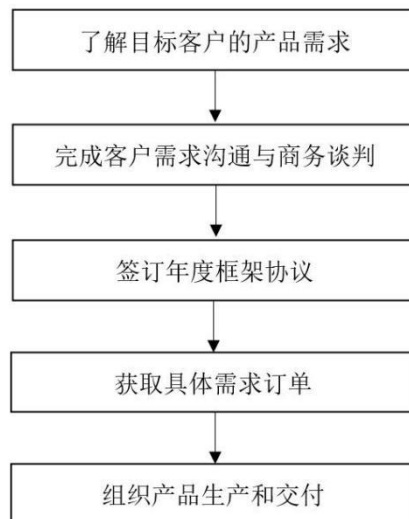 了解目标客户的产品需求
完成客户需求沟通与商务谈判
签订年度框架协议
获取具体需求订单
组织产品生产和交付